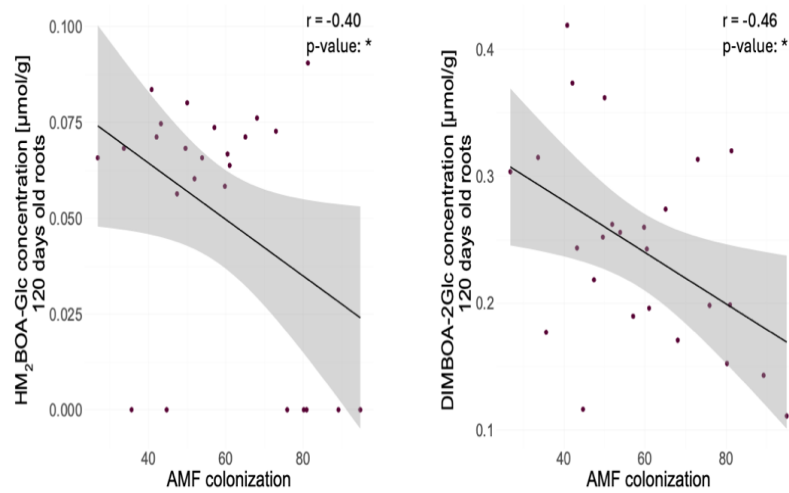 r = -0.40
p-value: *
HM₂BOA-Glc concentration [µmol/g]
120 days old roots
0.100
0.075
0.050
0.025
0.000
40 60 80
AMF colonization
r = -0.46
p-value: *
DIMBOA-2Glc concentration [µmol/g]
120 days old roots
0.4
0.3
0.2
0.1
40 60 80
AMF colonization